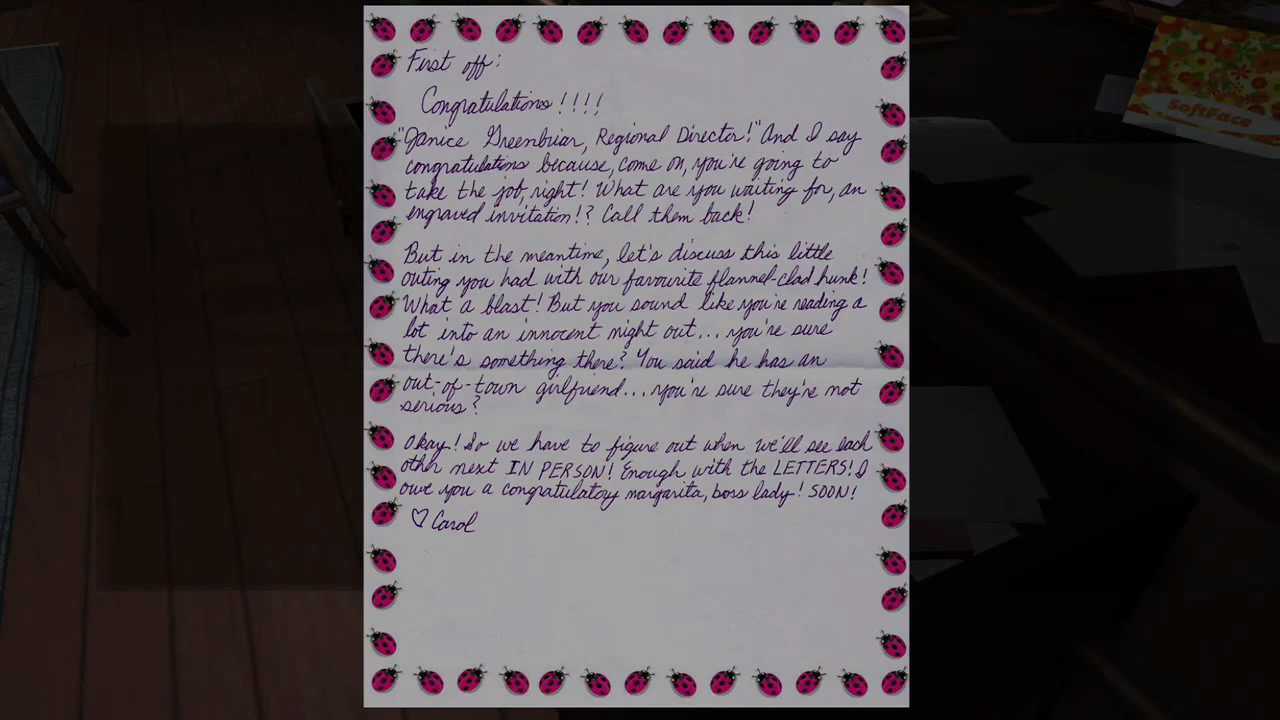 First off:
Congratulations!!!!
"Janice Greenbriar, Regional Director!" And I say
congratulations because, come on, you're going to
take the job, right! What are you waiting for, an
engraved invitation!? Call them back!
But in the meantime, let's discuss this little
outing you had with our favourite flannel-clad hunk!
What a blast! But you sound like you're reading a
lot into an innocent night out... you're sure
there's something there? You said he has an
out-of-town girlfriend... you're sure they're not
serious?
Okay! So we have to figure out when we'll see each
other next IN PERSON! Enough with the LETTERS! I
owe you a congratulatory margarita, boss lady! SOON!
♡ Carol
SoftFace